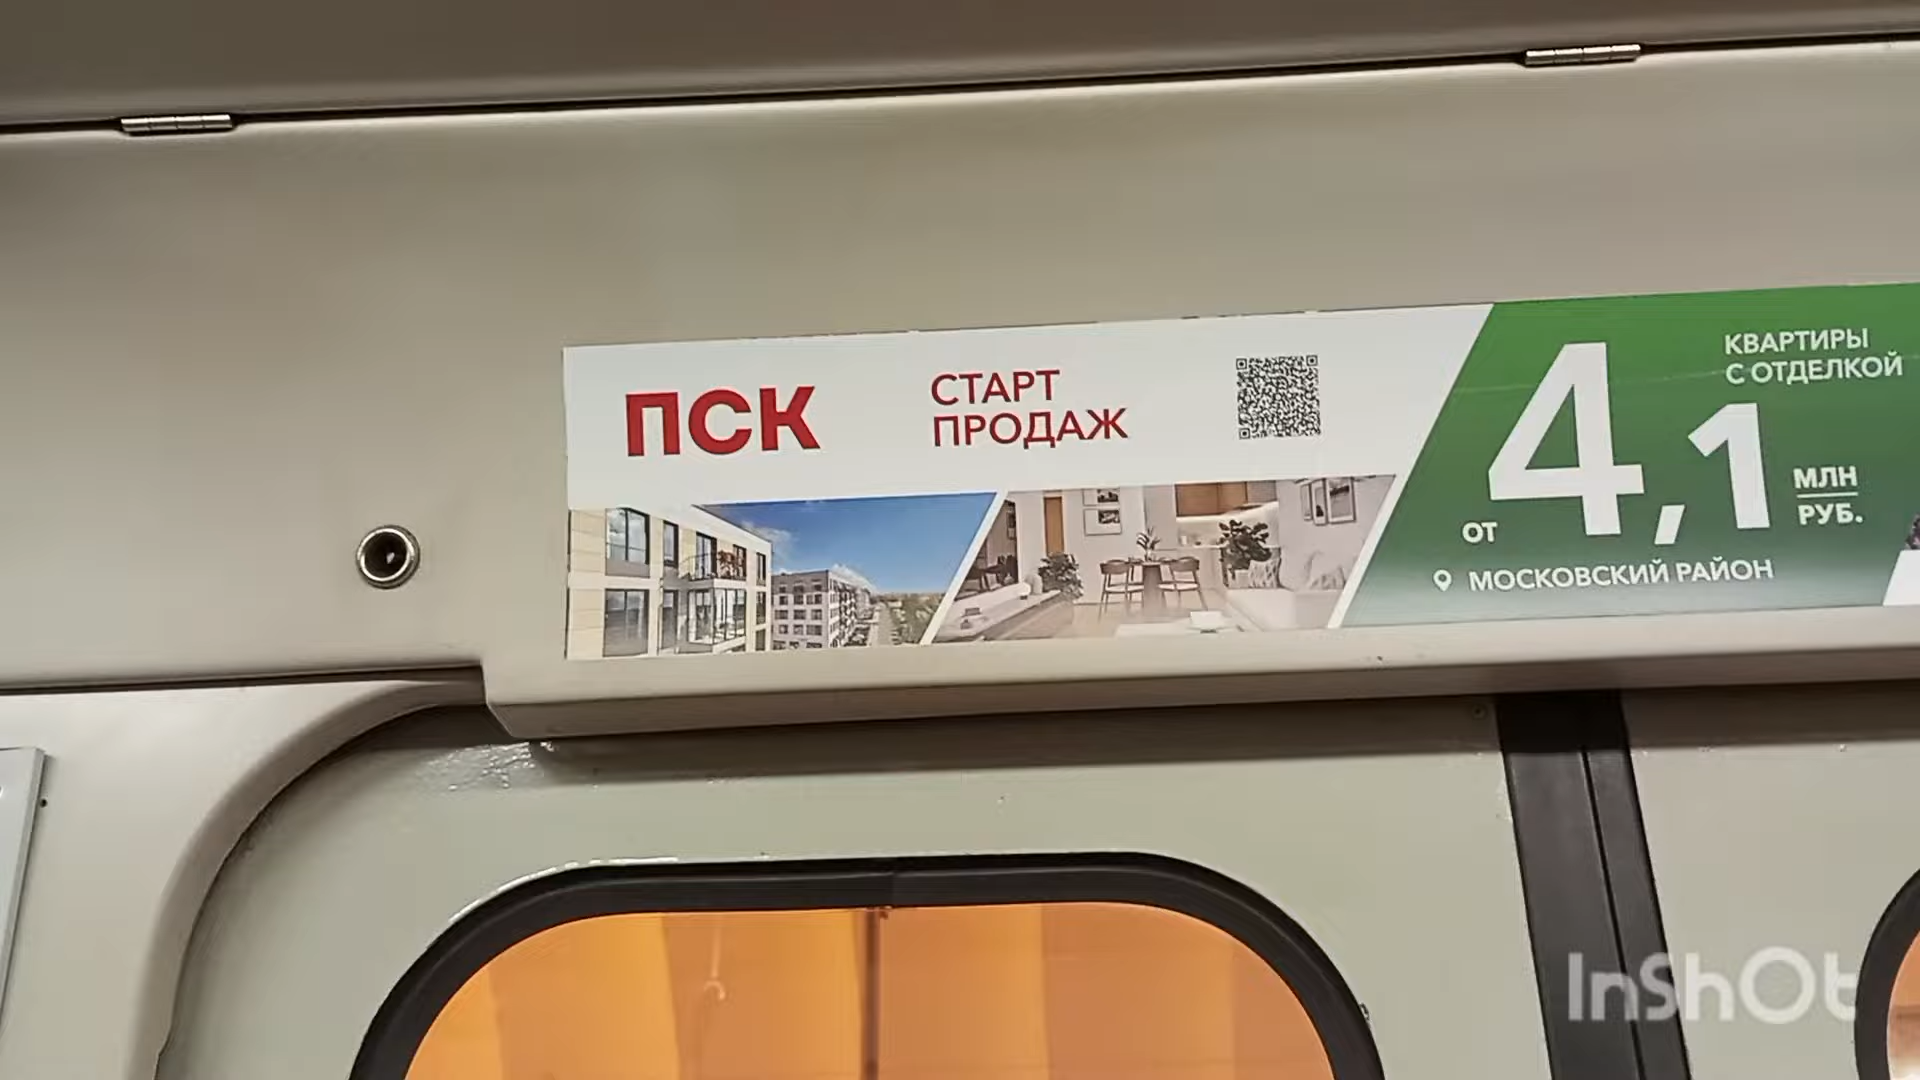 ПСК
СТАРТ
ПРОДАЖ
КВАРТИРЫ
С ОТДЕЛКОЙ
ОТ 4,1 МЛН
РУБ.
МОСКОВСКИЙ РАЙОН
InShOt